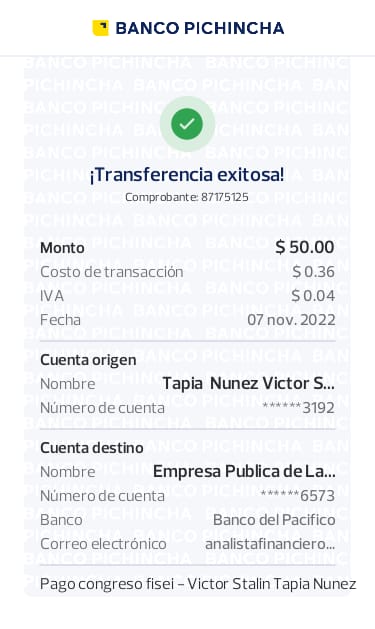 BANCO PICHINCHA
¡Transferencia exitosa!
Comprobante: 87175125
Monto $ 50.00
Costo de transacción $ 0.36
IVA $ 0.04
Fecha 07 nov. 2022
Cuenta origen
Nombre Tapia Nunez Victor S...
Número de cuenta ******3192
Cuenta destino
Nombre Empresa Publica de La...
Número de cuenta ******6573
Banco Banco del Pacifico
Correo electrónico analistafinanciero...
Pago congreso fisei - Victor Stalin Tapia Nunez